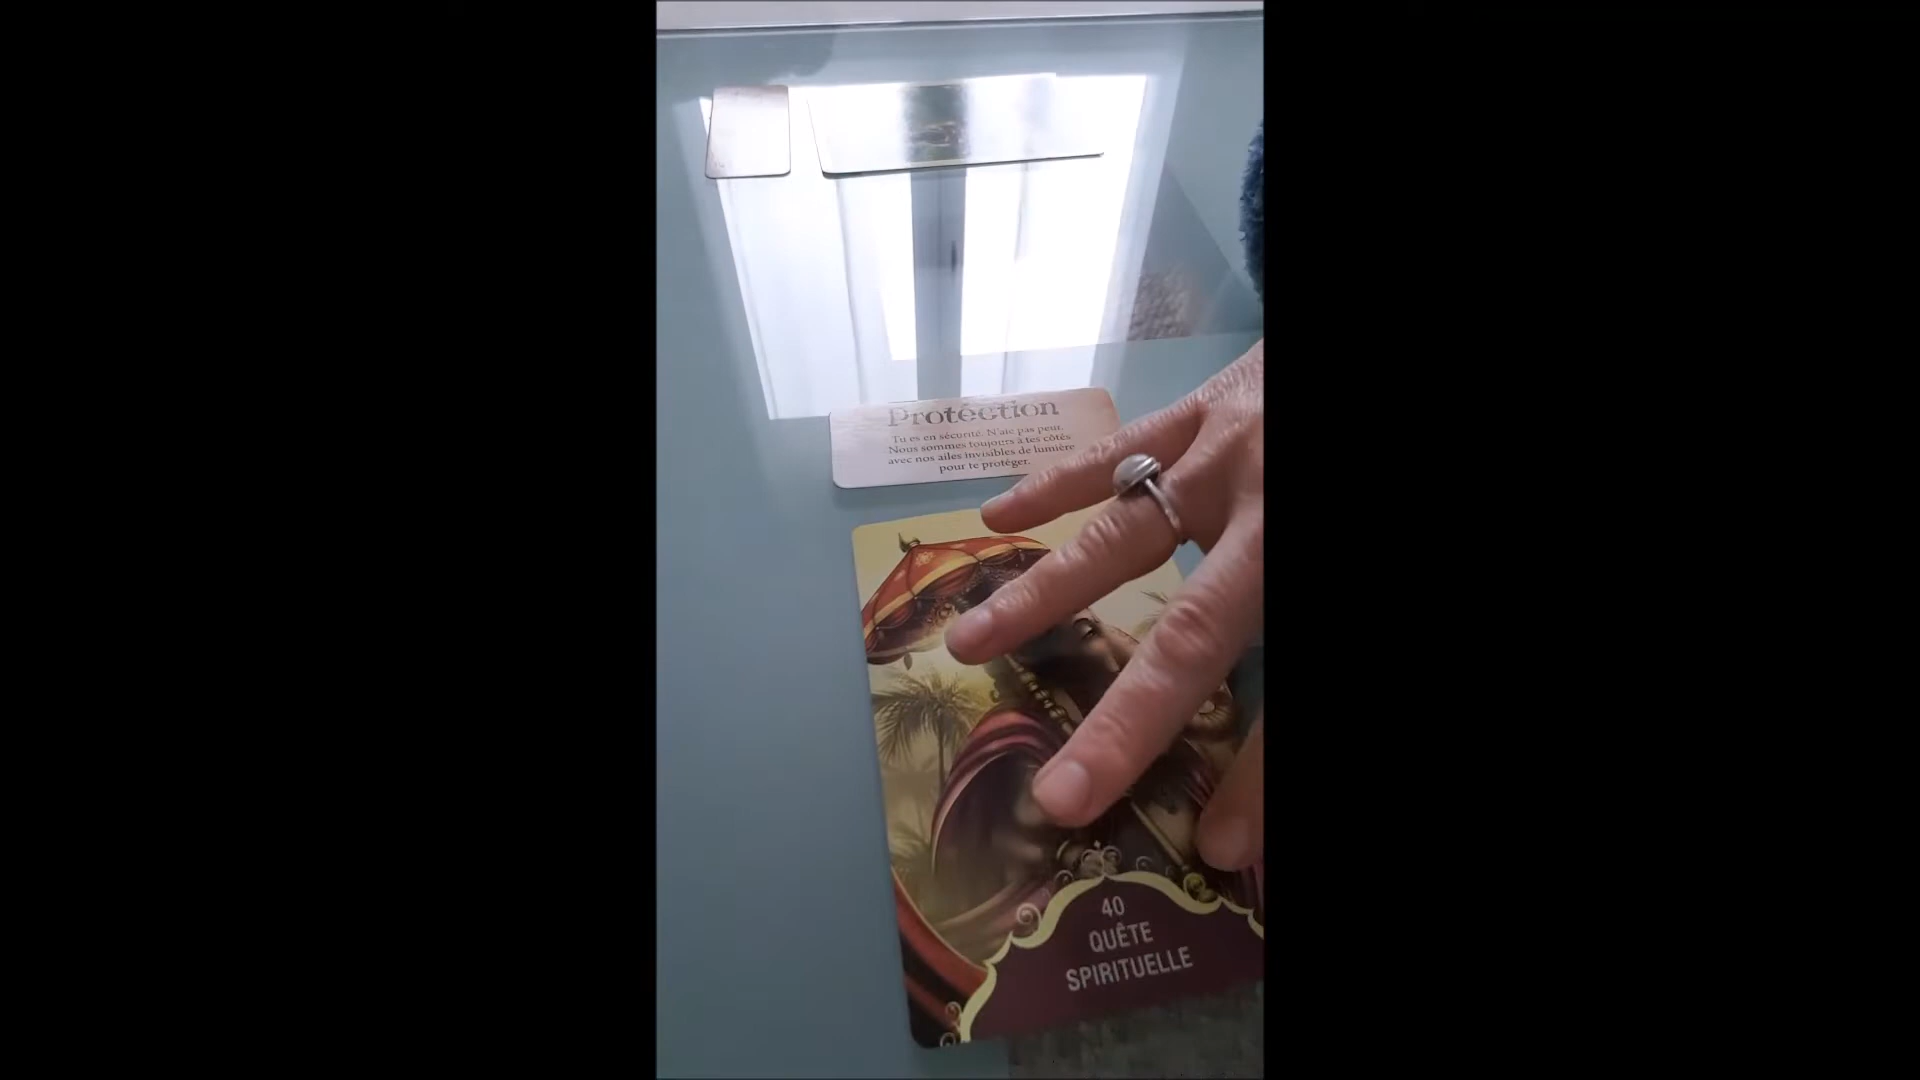 Protection
Tu es en sécurité. N'aie pas peur.
Nous sommes toujours à tes côtés
avec nos ailes invisibles de lumière
pour te protéger.
40
QUÊTE
SPIRITUELLE